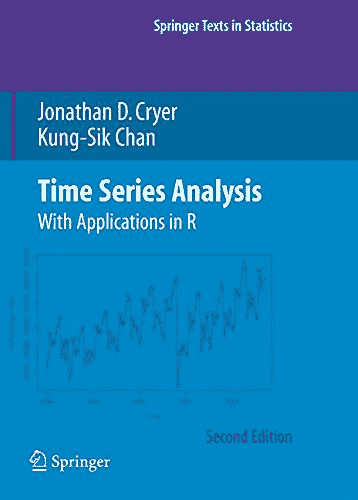 Springer Texts in Statistics
Jonathan D. Cryer
Kung-Sik Chan
Time Series Analysis
With Applications in R
Second Edition
Springer